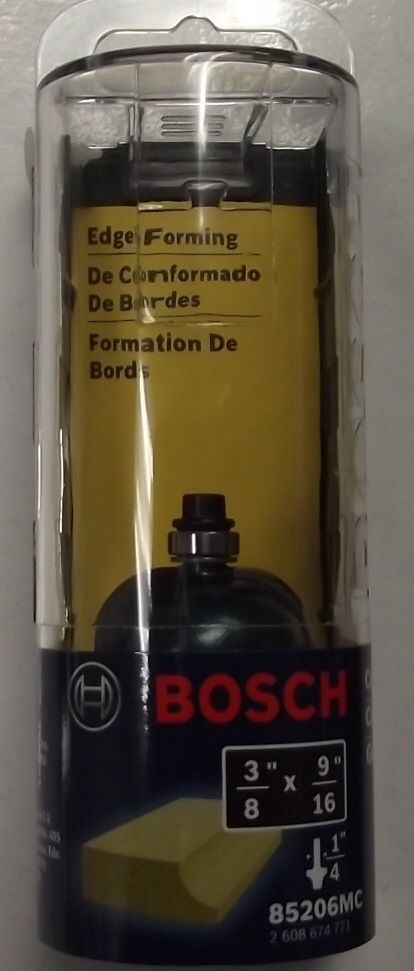 Edge Forming
De Conformado
De Bordes
Formation De
Bords
BOSCH
3/8" x 9/16"
1/4"
85206MC
2 608 674 771
405